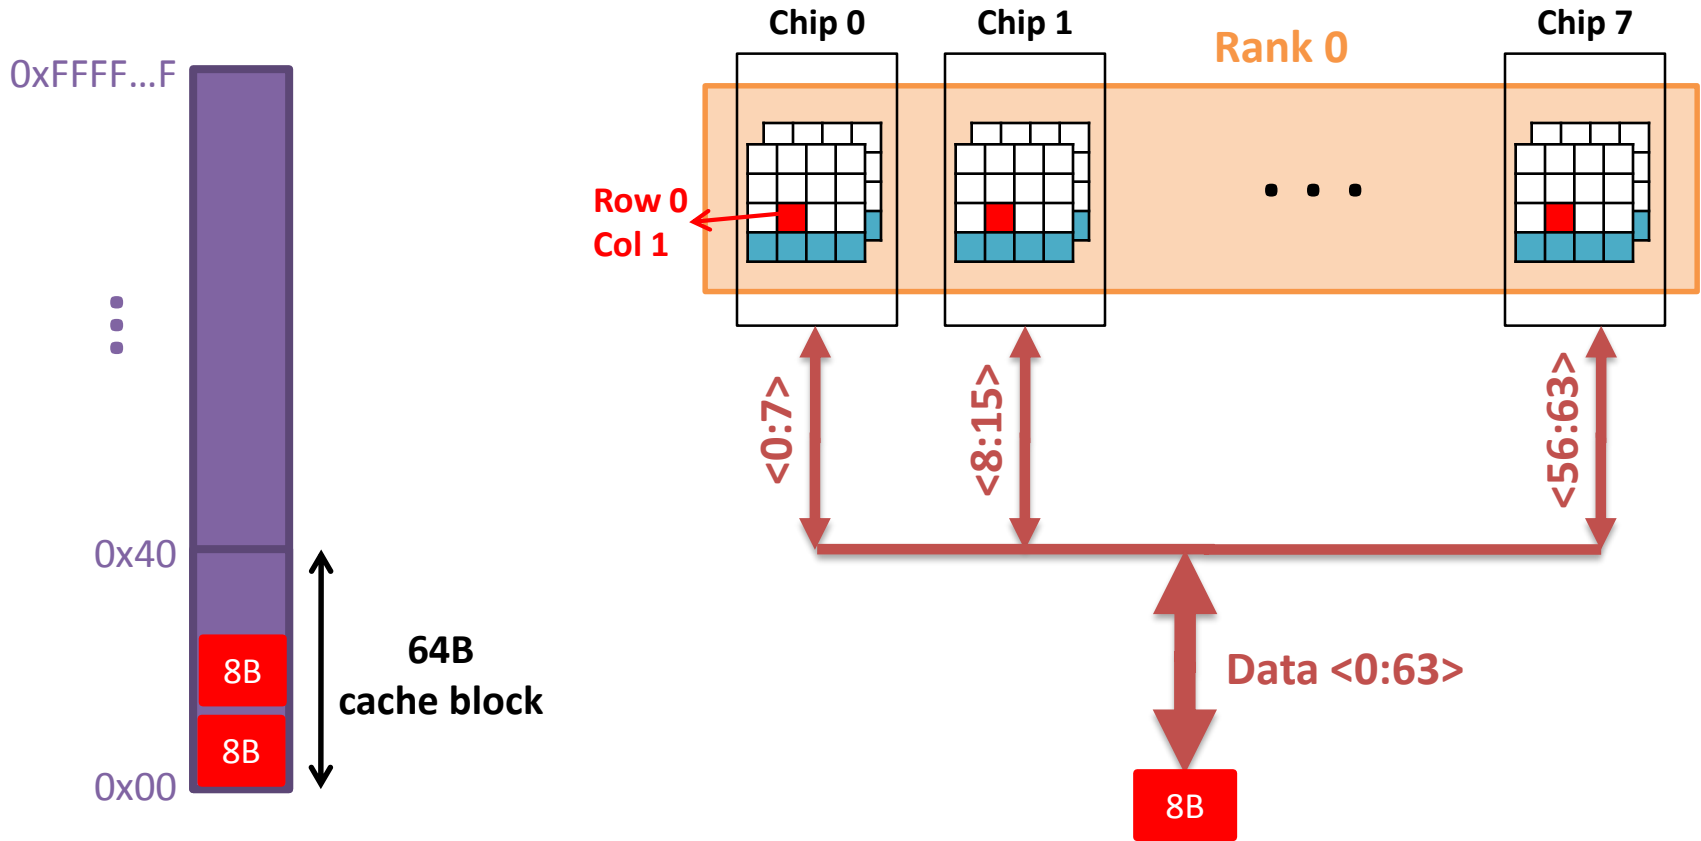 Chip 0
Chip 1
Chip 7
Rank 0
0xFFFF...F
Row 0
Col 1
<0:7>
<8:15>
<56:63>
0x40
64B
cache block
8B
8B
0x00
Data <0:63>
8B